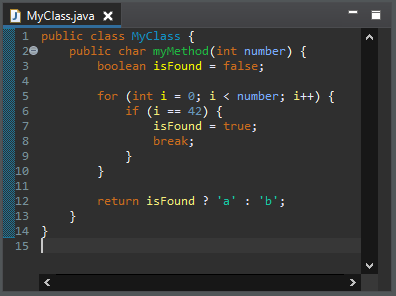 MyClass.java
1 public class MyClass {
2 public char myMethod(int number) {
3 boolean isFound = false;
4
5 for (int i = 0; i < number; i++) {
6 if (i == 42) {
7 isFound = true;
8 break;
9 }
10 }
11
12 return isFound ? 'a' : 'b';
13 }
14 }
15